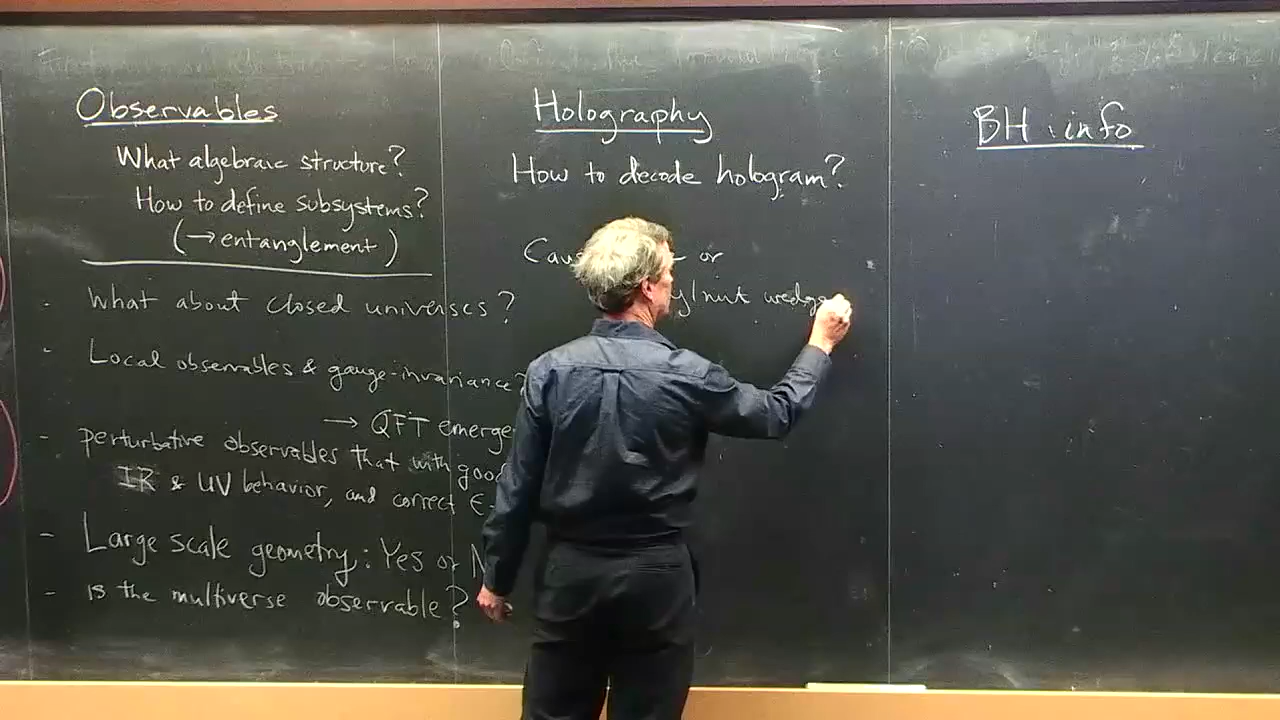 Observables
What algebraic structure?
How to define subsystems?
(→ entanglement)
- What about closed universes?
- Local observables & gauge-invariance?
→ QFT emerge
- perturbative observables that with good
IR & UV behavior, and correct
- Large scale geometry: Yes or
- is the multiverse observable?
Holography
How to decode hologram?
or
wedge
BH info